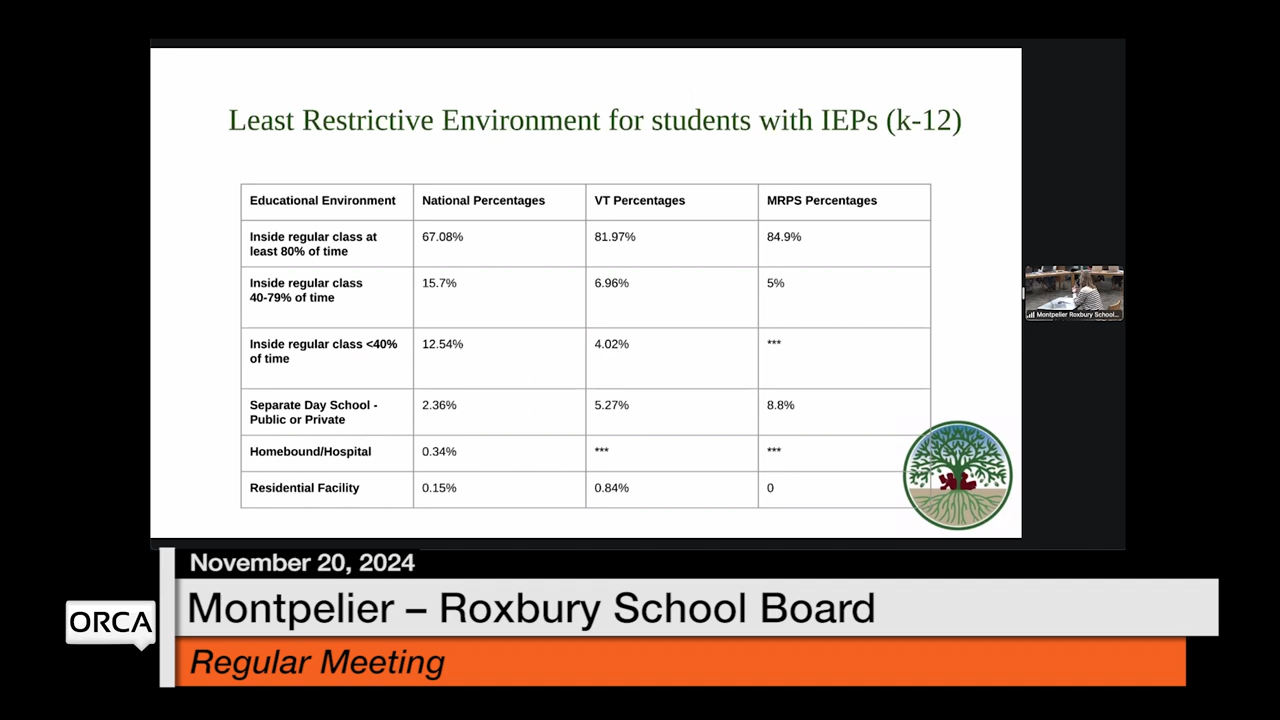 Least Restrictive Environment for students with IEPs (k-12)
Educational Environment National Percentages VT Percentages MRPS Percentages
Inside regular class at least 80% of time 67.08% 81.97% 84.9%
Inside regular class 40-79% of time 15.7% 6.96% 5%
Inside regular class <40% of time 12.54% 4.02% ***
Separate Day School - Public or Private 2.36% 5.27% 8.8%
Homebound/Hospital 0.34% *** ***
Residential Facility 0.15% 0.84% 0
Montpelier Roxbury School...
November 20, 2024
Montpelier – Roxbury School Board
ORCA
Regular Meeting